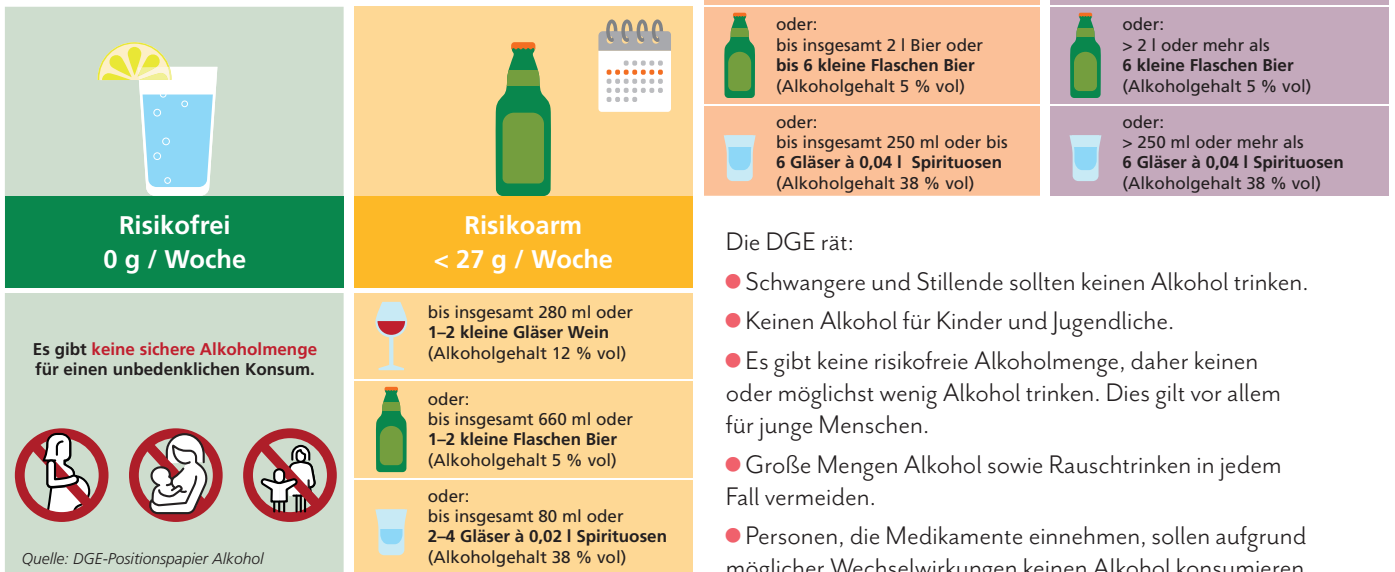 Risikofrei
0 g / Woche
Es gibt keine sichere Alkoholmenge
für einen unbedenklichen Konsum.
Quelle: DGE-Positionspapier Alkohol
Risikoarm
< 27 g / Woche
bis insgesamt 280 ml oder
1–2 kleine Gläser Wein
(Alkoholgehalt 12 % vol)
oder:
bis insgesamt 660 ml oder
1–2 kleine Flaschen Bier
(Alkoholgehalt 5 % vol)
oder:
bis insgesamt 80 ml oder
2–4 Gläser à 0,02 l Spirituosen
(Alkoholgehalt 38 % vol)
oder:
bis insgesamt 2 l Bier oder
bis 6 kleine Flaschen Bier
(Alkoholgehalt 5 % vol)
oder:
bis insgesamt 250 ml oder bis
6 Gläser à 0,04 l Spirituosen
(Alkoholgehalt 38 % vol)
oder:
> 2 l oder mehr als
6 kleine Flaschen Bier
(Alkoholgehalt 5 % vol)
oder:
> 250 ml oder mehr als
6 Gläser à 0,04 l Spirituosen
(Alkoholgehalt 38 % vol)
Die DGE rät:
● Schwangere und Stillende sollten keinen Alkohol trinken.
● Keinen Alkohol für Kinder und Jugendliche.
● Es gibt keine risikofreie Alkoholmenge, daher keinen
oder möglichst wenig Alkohol trinken. Dies gilt vor allem
für junge Menschen.
● Große Mengen Alkohol sowie Rauschtrinken in jedem
Fall vermeiden.
● Personen, die Medikamente einnehmen, sollen aufgrund
möglicher Wechselwirkungen keinen Alkohol konsumieren